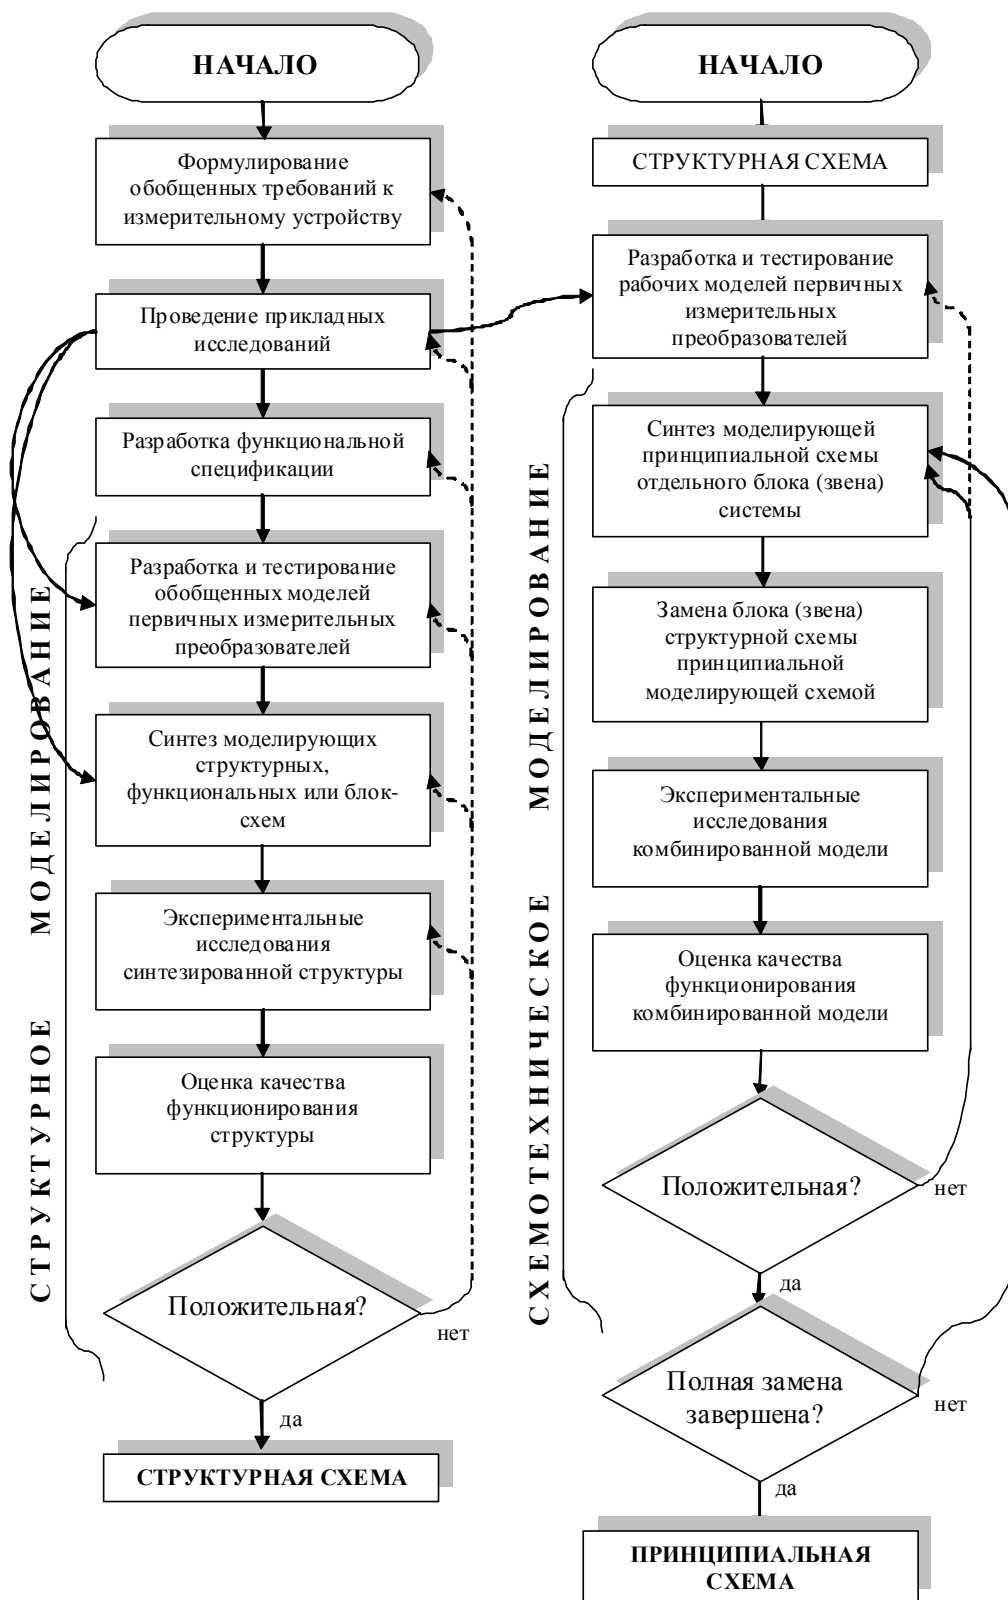 НАЧАЛО
Формулирование
обобщенных требований к
измерительному устройству
Проведение прикладных
исследований
Разработка функциональной
спецификации
Разработка и тестирование
обобщенных моделей
первичных измерительных
преобразователей
Синтез моделирующих
структурных,
функциональных или блок-
схем
Экспериментальные
исследования
синтезированной структуры
Оценка качества
функционирования
структуры
Положительная?
нет
да
СТРУКТУРНАЯ СХЕМА
СТРУКТУРНОЕ МОДЕЛИРОВАНИЕ
НАЧАЛО
СТРУКТУРНАЯ СХЕМА
Разработка и тестирование
рабочих моделей первичных
измерительных
преобразователей
Синтез моделирующей
принципиальной схемы
отдельного блока (звена)
системы
Замена блока (звена)
структурной схемы
принципиальной
моделирующей схемой
Экспериментальные
исследования
комбинированной модели
Оценка качества
функционирования
комбинированной модели
Положительная?
нет
да
Полная замена
завершена?
нет
да
ПРИНЦИПИАЛЬНАЯ
СХЕМА
СХЕМОТЕХНИЧЕСКОЕ МОДЕЛИРОВАНИЕ